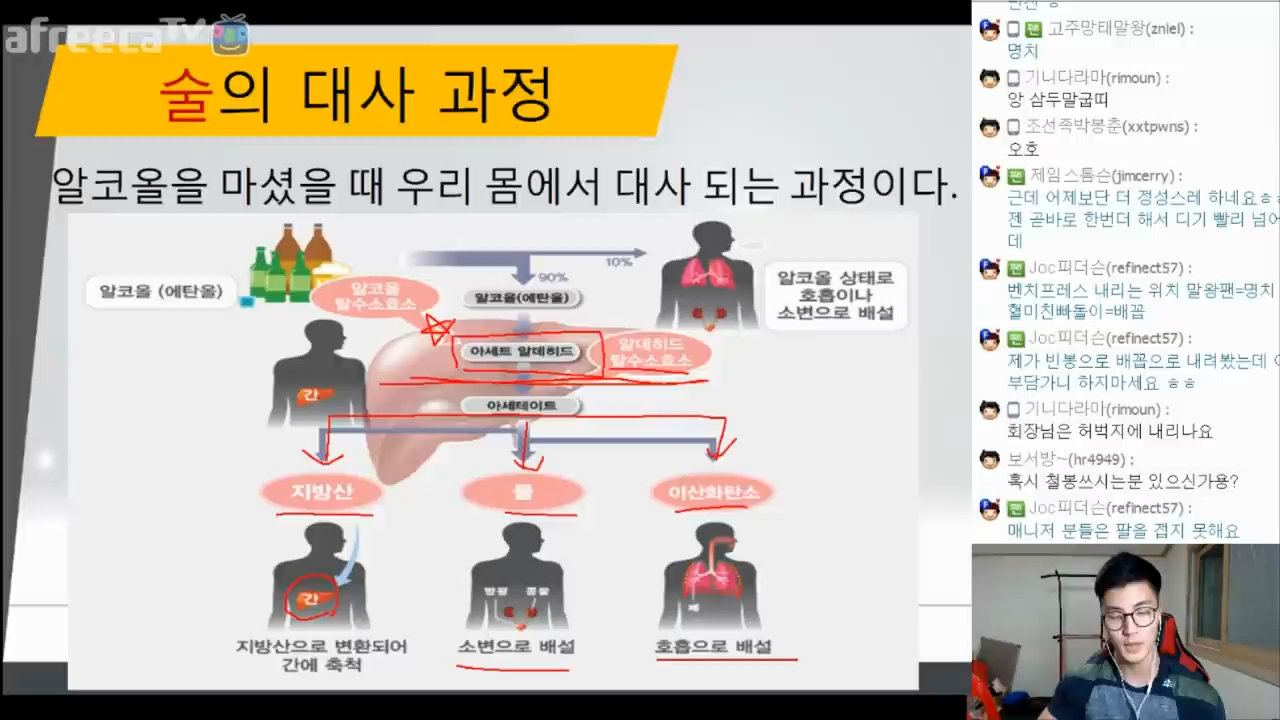 afreecaTV
술의 대사 과정
알코올을 마셨을 때 우리 몸에서 대사 되는 과정이다.
알코올 (에탄올)
알코올
탈수소효소
10%
90%
알코올(에탄올)
알코올 상태로
호흡이나
소변으로 배설
아세트 알데히드
알데히드
탈수소효소
간
아세테이트
지방산
물
이산화탄소
간
방광
콩팥
폐
지방산으로 변환되어
간에 축척
소변으로 배설
호흡으로 배설
팬 고주망태말왕(zniel) :
명치
기니다라마(rimoun) :
앙 삼두말굽띠
조선족박봉춘(xxtpwns) :
오호
팬 제임스톰슨(jimcerry) :
근데 어제보단 더 정성스레 하네요ㅎㅎ
젠 곧바로 한번더 해서 디기 빨리 넘어
데
팬 Joc피더슨(refinect57) :
벤치프레스 내리는 위치 말왕팬=명치
혈미친빠돌이=배꼽
팬 Joc피더슨(refinect57) :
제가 빈봉으로 배꼽으로 내려봤는데
부담가니 하지마세요 ㅎㅎ
기니다라마(rimoun) :
회장님은 허벅지에 내리나요
보서방~(hr4949) :
혹시 철봉쓰시는분 있으신가용?
팬 Joc피더슨(refinect57) :
매니저 분들은 팔을 접지 못해요